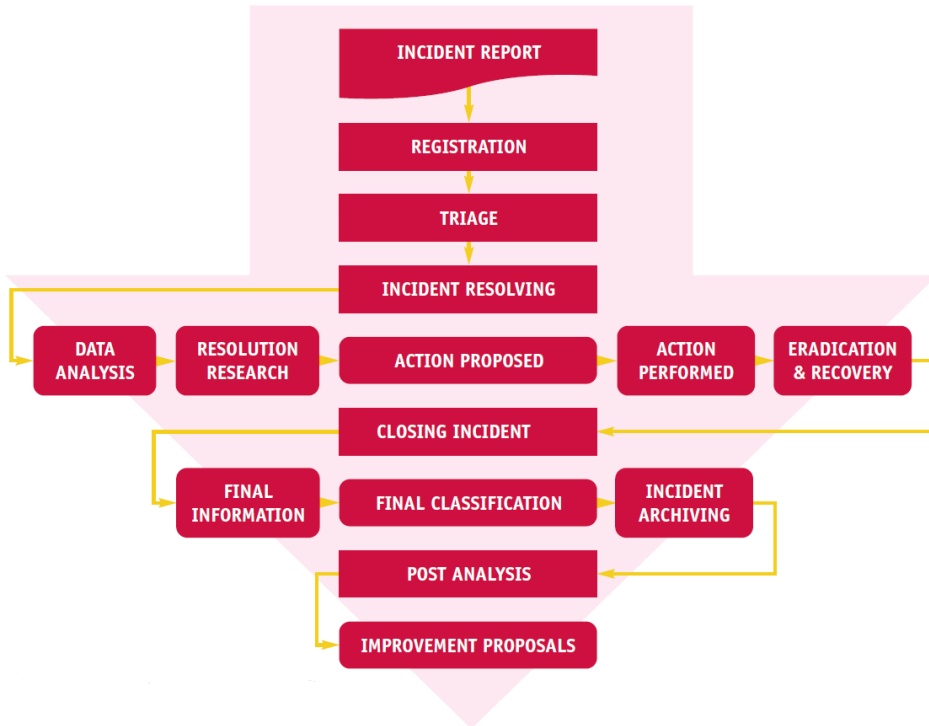 INCIDENT REPORT
REGISTRATION
TRIAGE
INCIDENT RESOLVING
DATA
ANALYSIS
RESOLUTION
RESEARCH
ACTION PROPOSED
ACTION
PERFORMED
ERADICATION
& RECOVERY
CLOSING INCIDENT
FINAL
INFORMATION
FINAL CLASSIFICATION
INCIDENT
ARCHIVING
POST ANALYSIS
IMPROVEMENT PROPOSALS